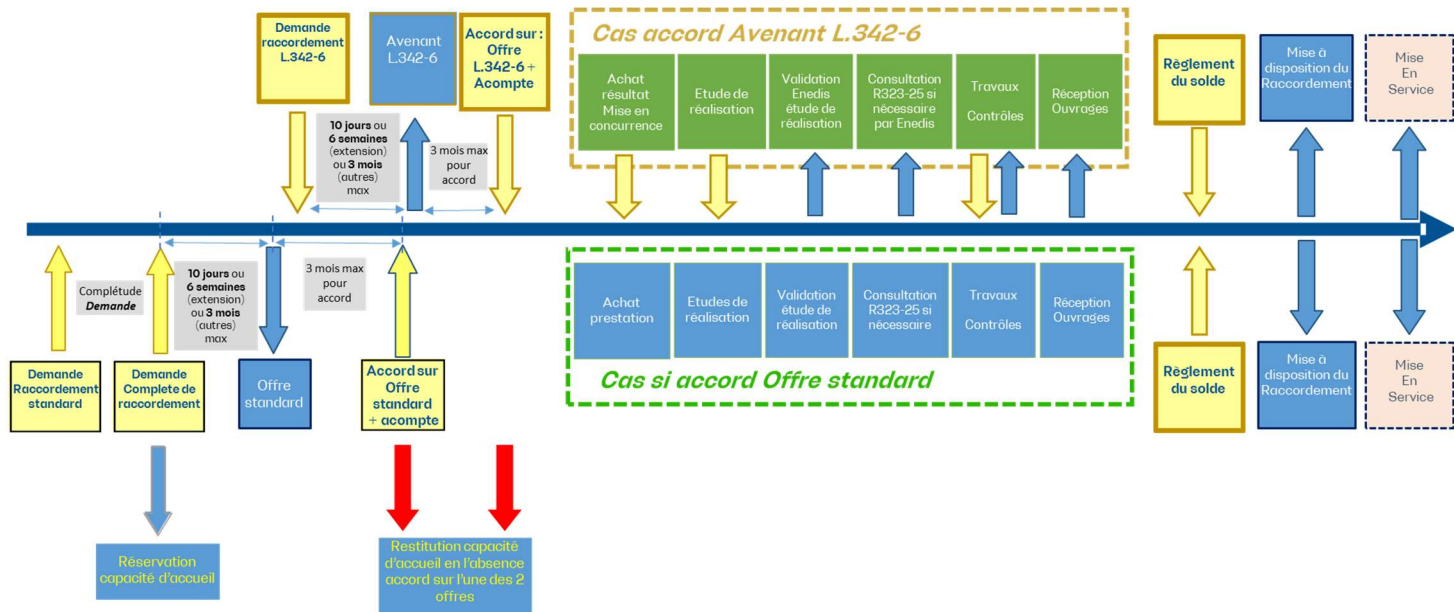 Demande
raccordement
L.342-6
Avenant
L.342-6
Accord sur :
Offre
L.342-6 +
Acompte
10 jours ou
6 semaines
(extension)
ou 3 mois
(autres)
max
3 mois max
pour
accord
Cas accord Avenant L.342-6
Achat
résultat
Mise en
concurrence
Etude de
réalisation
Validation
Enedis
étude de
réalisation
Consultation
R323-25 si
nécessaire
par Enedis
Travaux
Contrôles
Réception
Ouvrages
Règlement
du solde
Mise à
disposition du
Raccordement
Mise
En
Service
Complétude
Demande
10 jours ou
6 semaines
(extension)
ou 3 mois
(autres)
max
3 mois max
pour
accord
Demande
Raccordement
standard
Demande
Complete de
raccordement
Offre
standard
Accord sur
Offre
standard
+ acompte
Achat
prestation
Etudes de
réalisation
Validation
étude de
réalisation
Consultation
R323-25 si
nécessaire
Travaux
Contrôles
Réception
Ouvrages
Cas si accord Offre standard
Règlement
du solde
Mise à
disposition du
Raccordement
Mise
En
Service
Réservation
capacité d'accueil
Restitution capacité
d'accueil en l'absence
accord sur l'une des 2
offres